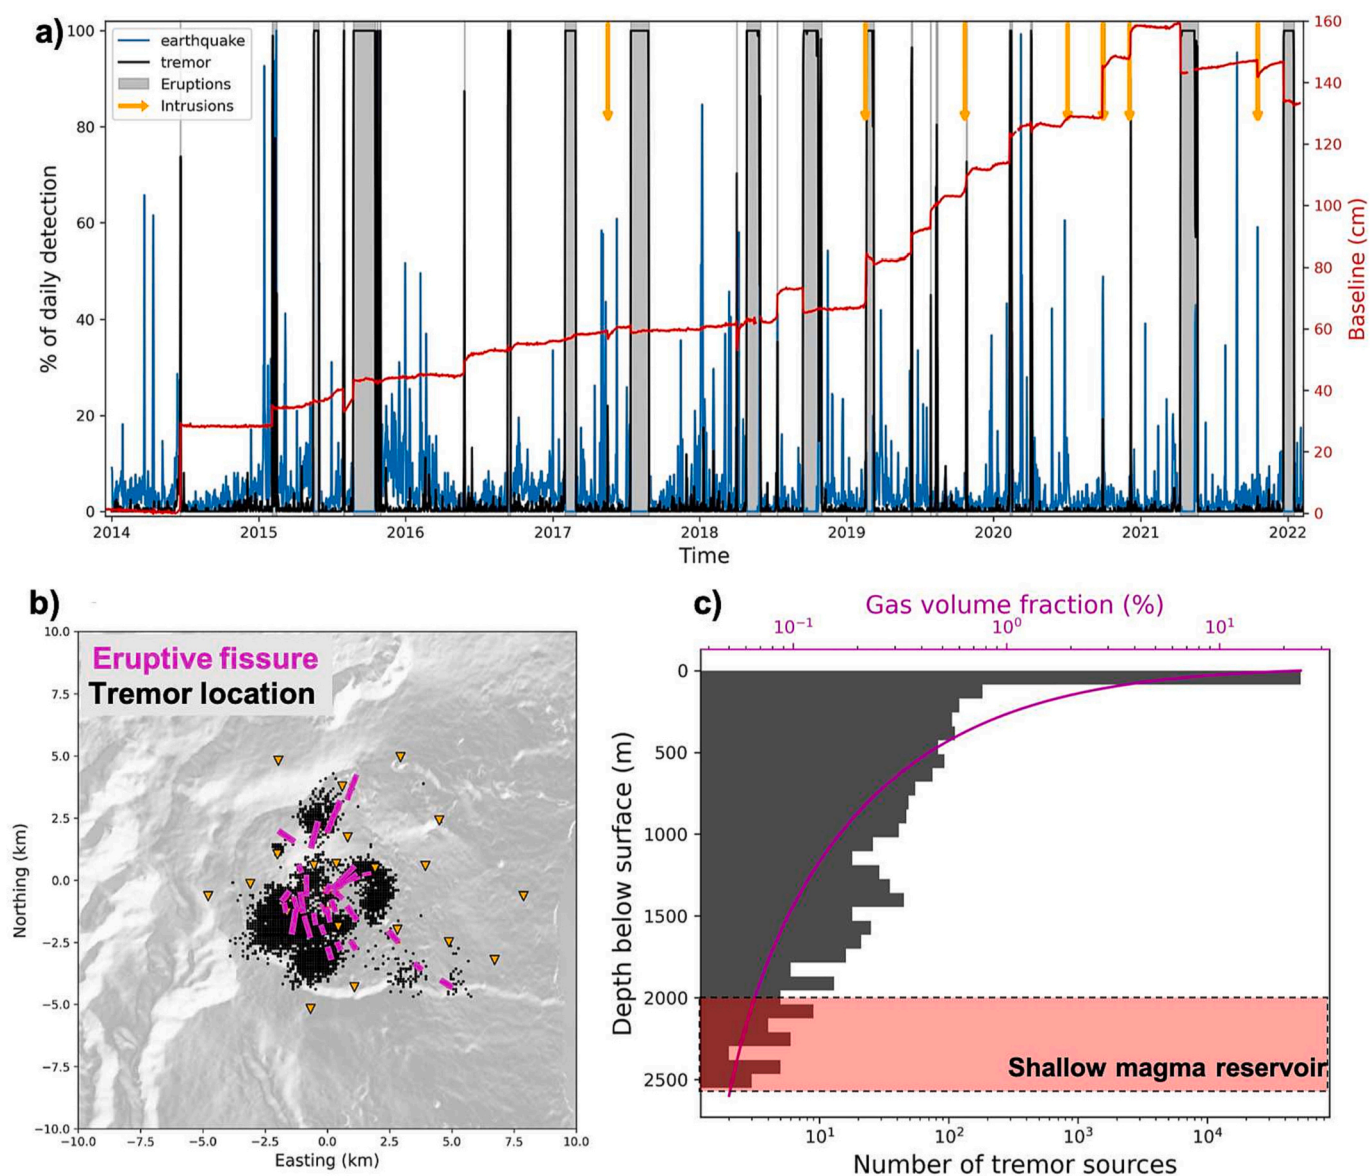 a)
earthquake
tremor
Eruptions
Intrusions
% of daily detection
100
80
60
40
20
0
160
140
120
100
80
60
40
20
0
Baseline (cm)
2014 2015 2016 2017 2018 2019 2020 2021 2022
Time
b)
Eruptive fissure
Tremor location
Northing (km)
10.0
7.5
5.0
2.5
0.0
−2.5
−5.0
−7.5
−10.0
−10.0 −7.5 −5.0 −2.5 0.0 2.5 5.0 7.5 10.0
Easting (km)
c)
Gas volume fraction (%)
10⁻¹ 10⁰ 10¹
Depth below surface (m)
0
500
1000
1500
2000
2500
Shallow magma reservoir
10¹ 10² 10³ 10⁴
Number of tremor sources